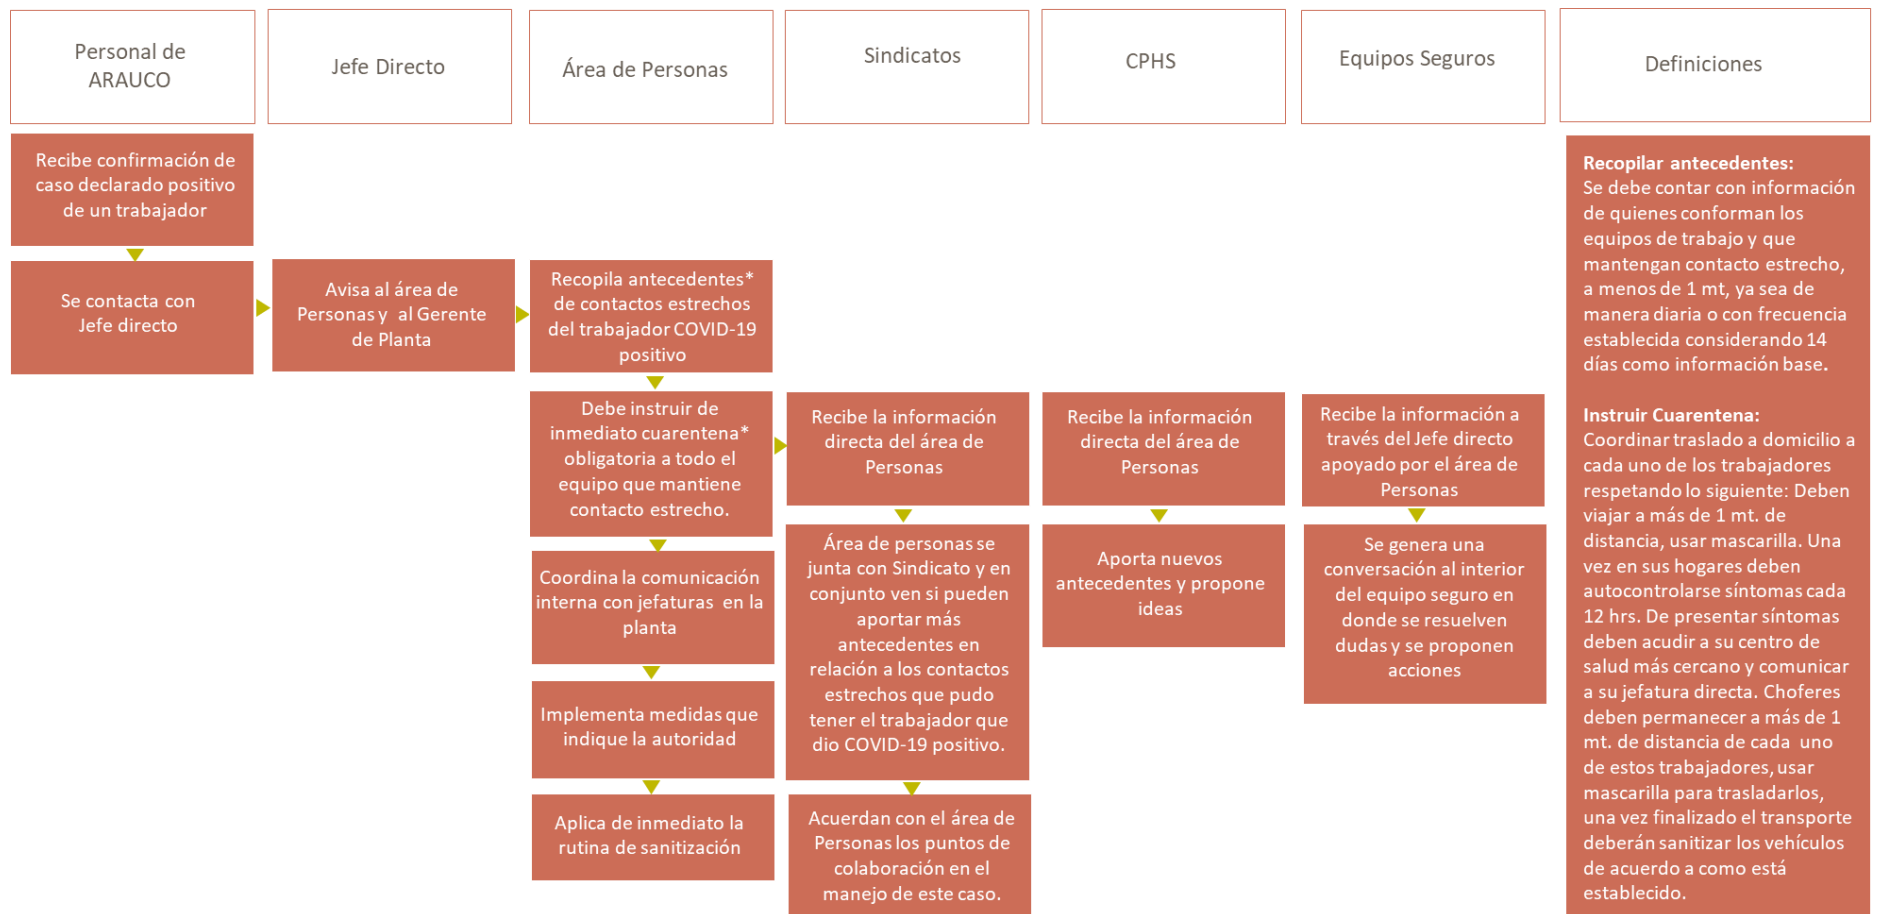 Personal de
ARAUCO
Jefe Directo
Área de Personas
Sindicatos
CPHS
Equipos Seguros
Definiciones
Recibe confirmación de
caso declarado positivo
de un trabajador
Se contacta con
Jefe directo
Avisa al área de
Personas y al Gerente
de Planta
Recopila antecedentes*
de contactos estrechos
del trabajador COVID-19
positivo
Debe instruir de
inmediato cuarentena*
obligatoria a todo el
equipo que mantiene
contacto estrecho.
Coordina la comunicación
interna con jefaturas en la
planta
Implementa medidas que
indique la autoridad
Aplica de inmediato la
rutina de sanitización
Recibe la información
directa del área de
Personas
Área de personas se
junta con Sindicato y en
conjunto ven si pueden
aportar más
antecedentes en
relación a los contactos
estrechos que pudo
tener el trabajador que
dio COVID-19 positivo.
Acuerdan con el área de
Personas los puntos de
colaboración en el
manejo de este caso.
Recibe la información
directa del área de
Personas
Aporta nuevos
antecedentes y propone
ideas
Recibe la información a
través del Jefe directo
apoyado por el área de
Personas
Se genera una
conversación al interior
del equipo seguro en
donde se resuelven
dudas y se proponen
acciones
Recopilar antecedentes:
Se debe contar con información
de quienes conforman los
equipos de trabajo y que
mantengan contacto estrecho,
a menos de 1 mt, ya sea de
manera diaria o con frecuencia
establecida considerando 14
días como información base.
Instruir Cuarentena:
Coordinar traslado a domicilio a
cada uno de los trabajadores
respetando lo siguiente: Deben
viajar a más de 1 mt. de
distancia, usar mascarilla. Una
vez en sus hogares deben
autocontrolarse síntomas cada
12 hrs. De presentar síntomas
deben acudir a su centro de
salud más cercano y comunicar
a su jefatura directa. Choferes
deben permanecer a más de 1
mt. de distancia de cada uno
de estos trabajadores, usar
mascarilla para trasladarlos,
una vez finalizado el transporte
deberán sanitizar los vehículos
de acuerdo a como está
establecido.